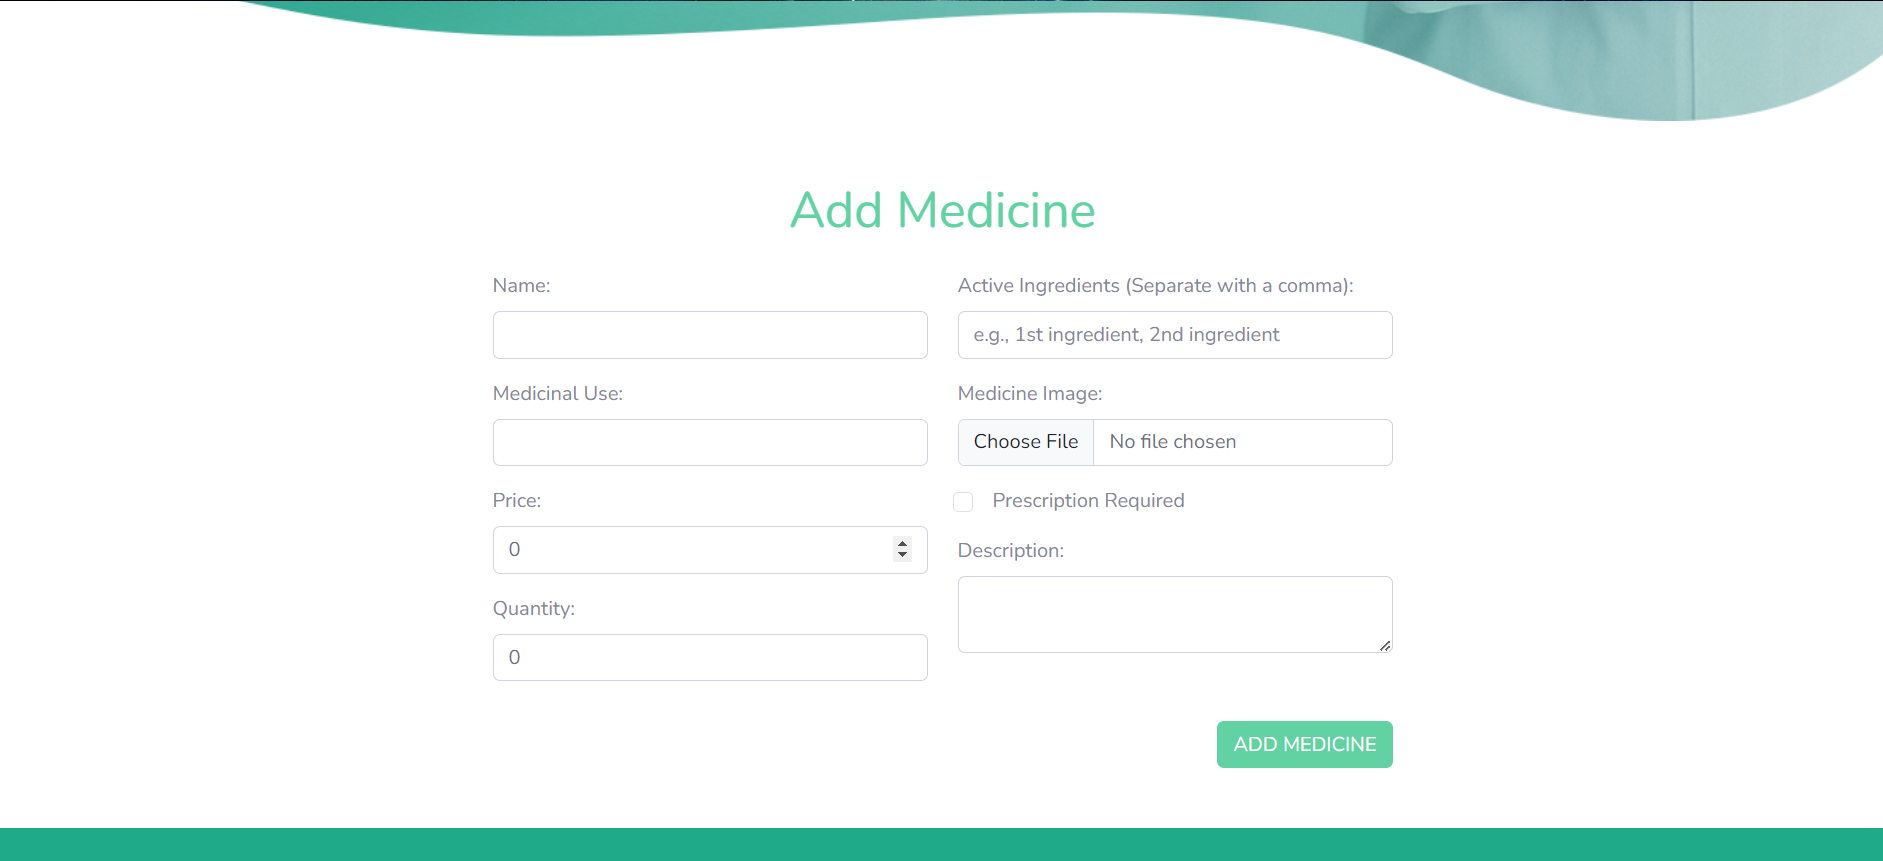 Add Medicine
Name:
Active Ingredients (Separate with a comma):
e.g., 1st ingredient, 2nd ingredient
Medicinal Use:
Medicine Image:
Choose File No file chosen
Price:
Prescription Required
0
Description:
Quantity:
0
ADD MEDICINE